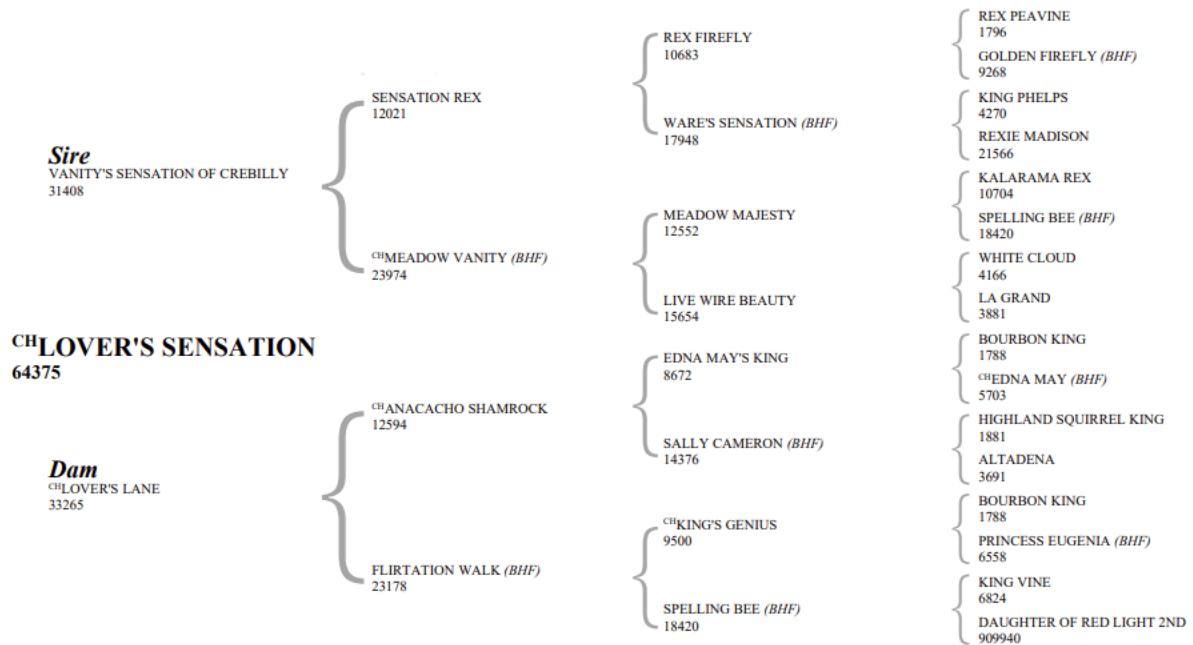 REX PEAVINE
1796
REX FIREFLY
10683
GOLDEN FIREFLY (BHF)
9268
SENSATION REX
12021
KING PHELPS
4270
WARE'S SENSATION (BHF)
17948
REXIE MADISON
21566
Sire
VANITY'S SENSATION OF CREBILLY
31408
KALARAMA REX
10704
MEADOW MAJESTY
12552
SPELLING BEE (BHF)
18420
CHMEADOW VANITY (BHF)
23974
WHITE CLOUD
4166
LIVE WIRE BEAUTY
15654
LA GRAND
3881
CHLOVER'S SENSATION
64375
BOURBON KING
1788
EDNA MAY'S KING
8672
CHEDNA MAY (BHF)
5703
CHANACACHO SHAMROCK
12594
HIGHLAND SQUIRREL KING
1881
SALLY CAMERON (BHF)
14376
ALTADENA
3691
Dam
CHLOVER'S LANE
33265
BOURBON KING
1788
CHKING'S GENIUS
9500
PRINCESS EUGENIA (BHF)
6558
FLIRTATION WALK (BHF)
23178
KING VINE
6824
SPELLING BEE (BHF)
18420
DAUGHTER OF RED LIGHT 2ND
909940